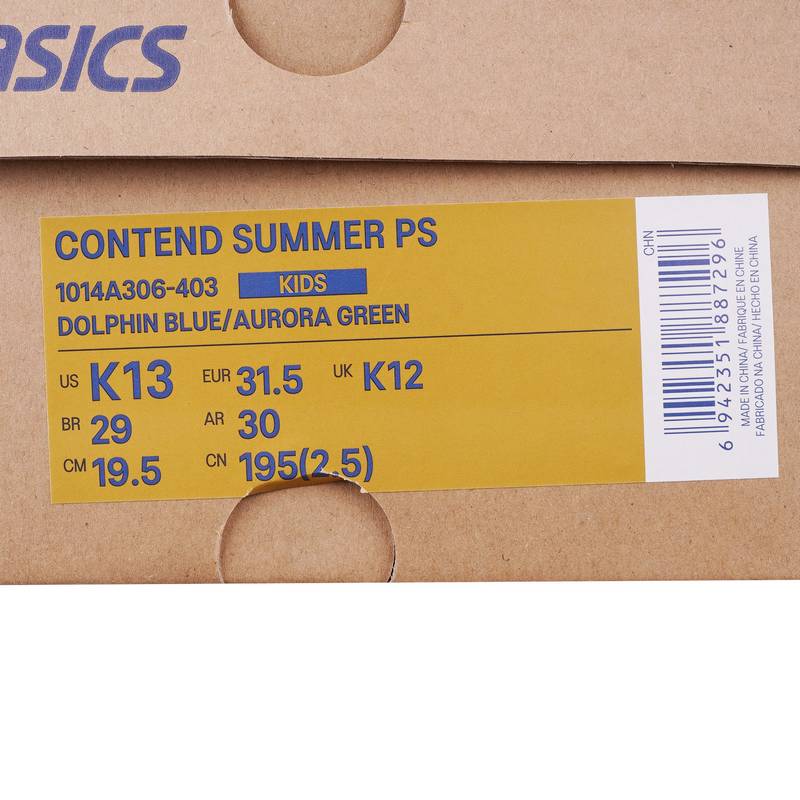 ASICS
CONTEND SUMMER PS
1014A306-403 KIDS
DOLPHIN BLUE/AURORA GREEN
US K13 EUR 31.5 UK K12
BR 29 AR 30
CM 19.5 CN 195(2.5)
CHN
6 942351 887296
MADE IN CHINA/ FABRIQUE EN CHINE
FABRICADO NA CHINA/ HECHO EN CHINA